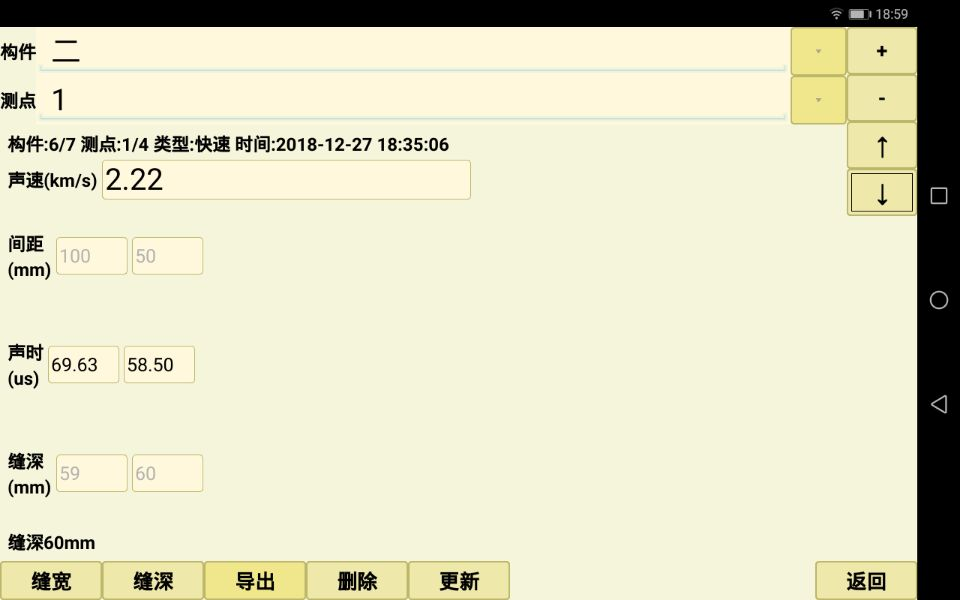 18:59
构件 二 +
测点 1 -
构件:6/7 测点:1/4 类型:快速 时间:2018-12-27 18:35:06
↑
声速(km/s) 2.22
↓
间距
(mm) 100 50
声时
(us) 69.63 58.50
缝深
(mm) 59 60
缝深60mm
缝宽 缝深 导出 删除 更新 返回